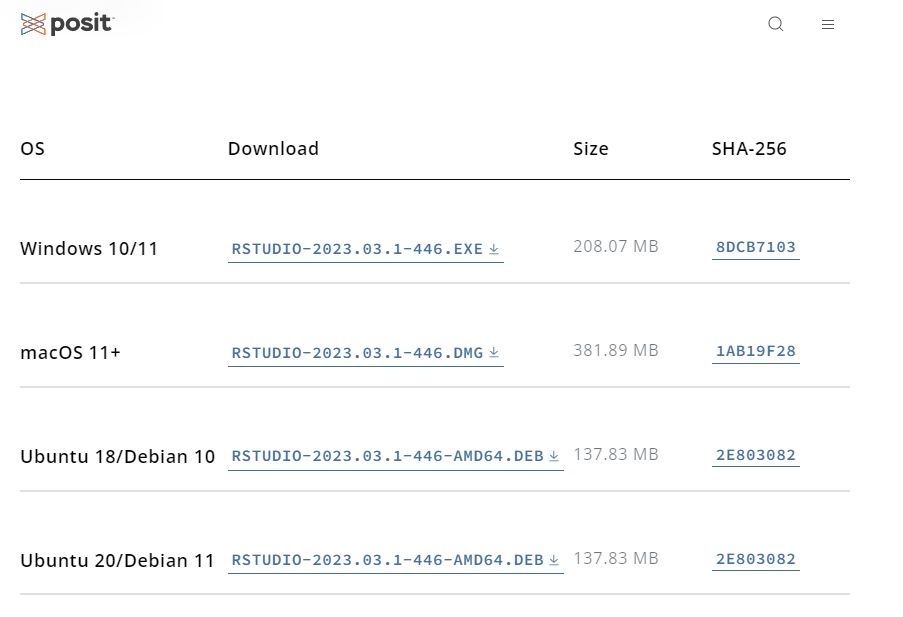 posit
OS Download Size SHA-256
Windows 10/11 RSTUDIO-2023.03.1-446.EXE 208.07 MB 8DCB7103
macOS 11+ RSTUDIO-2023.03.1-446.DMG 381.89 MB 1AB19F28
Ubuntu 18/Debian 10 RSTUDIO-2023.03.1-446-AMD64.DEB 137.83 MB 2E803082
Ubuntu 20/Debian 11 RSTUDIO-2023.03.1-446-AMD64.DEB 137.83 MB 2E803082